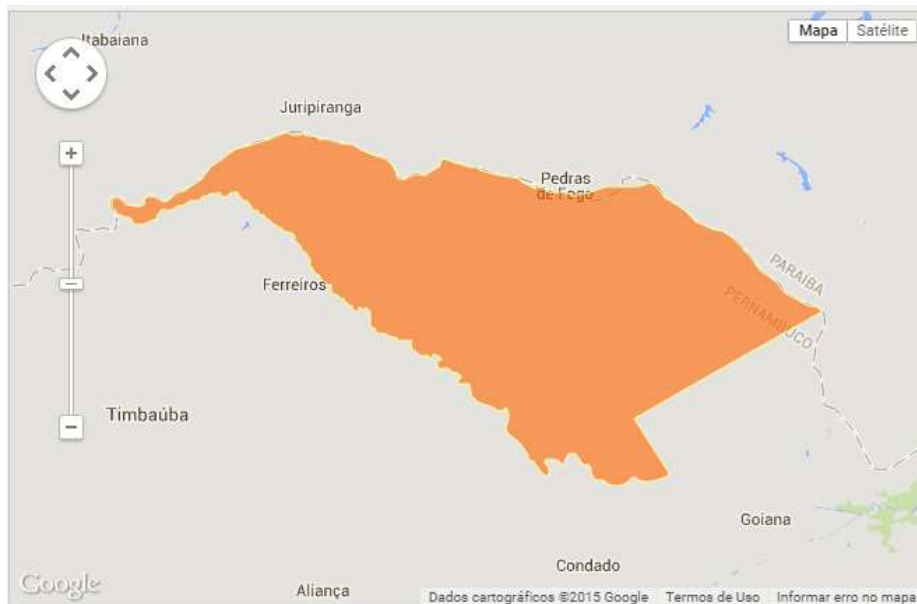 Itabaiana
Mapa
Satélite
Juripiranga
+
Pedras
de Fogo
PARAÍBA
PERNAMBUCO
Ferreiros
Timbaúba
−
Goiana
Condado
Aliança
Google
Dados cartográficos ©2015 Google
Termos de Uso
Informar erro no mapa